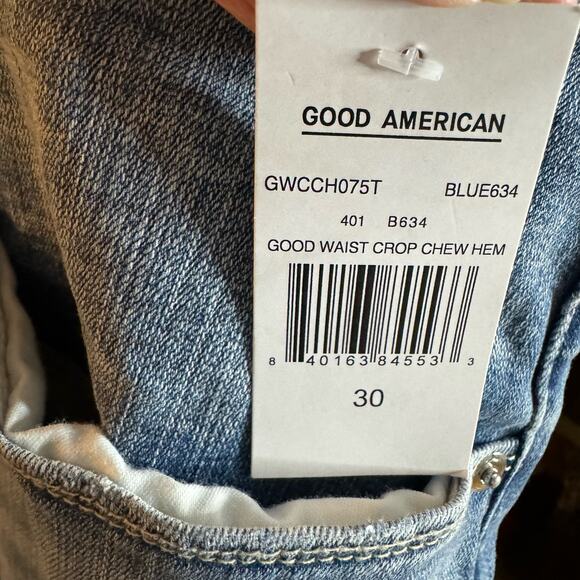 GOOD AMERICAN
GWCCH075T BLUE634
401 B634
GOOD WAIST CROP CHEW HEM
8 40163 84553 3
30